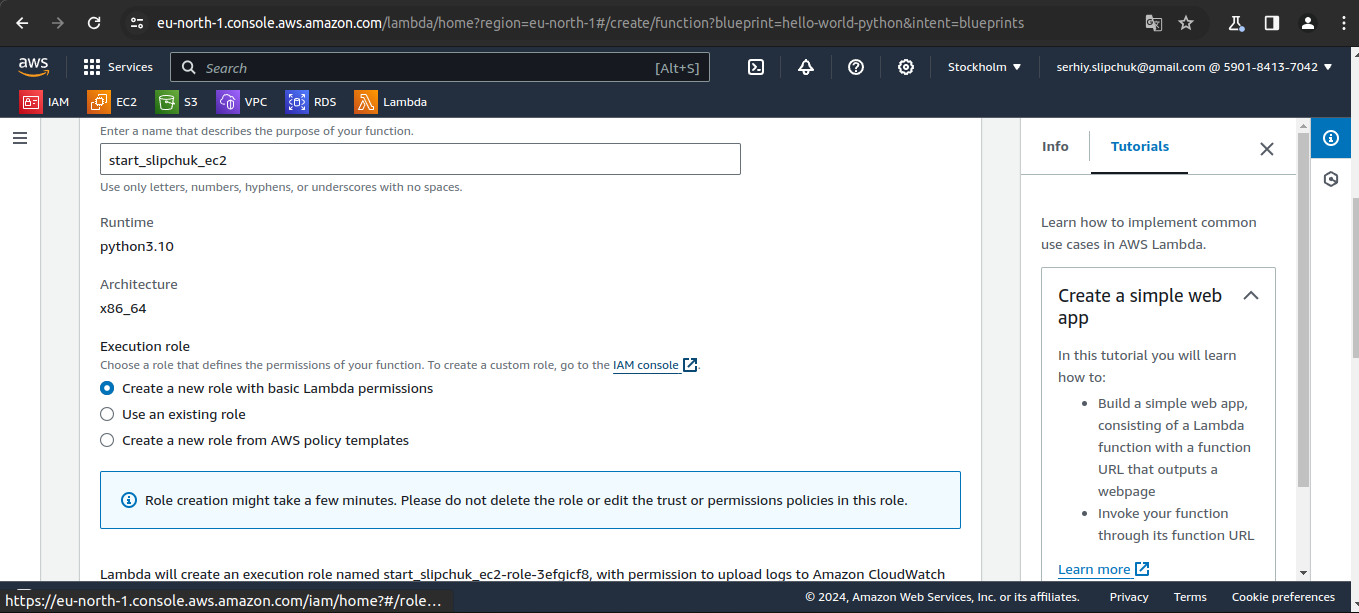 eu-north-1.console.aws.amazon.com/lambda/home?region=eu-north-1#/create/function?blueprint=hello-world-python&intent=blueprints
aws
Services
Search
[Alt+S]
Stockholm
serhiy.slipchuk@gmail.com @ 5901-8413-7042
IAM
EC2
S3
VPC
RDS
Lambda
Enter a name that describes the purpose of your function.
start_slipchuk_ec2
Use only letters, numbers, hyphens, or underscores with no spaces.
Runtime
python3.10
Architecture
x86_64
Execution role
Choose a role that defines the permissions of your function. To create a custom role, go to the IAM console.
Create a new role with basic Lambda permissions
Use an existing role
Create a new role from AWS policy templates
Role creation might take a few minutes. Please do not delete the role or edit the trust or permissions policies in this role.
Lambda will create an execution role named start_slipchuk_ec2-role-3efgicf8, with permission to upload logs to Amazon CloudWatch
Info
Tutorials
Learn how to implement common
use cases in AWS Lambda.
Create a simple web
app
In this tutorial you will learn
how to:
• Build a simple web app,
consisting of a Lambda
function with a function
URL that outputs a
webpage
• Invoke your function
through its function URL
Learn more
https://eu-north-1.console.aws.amazon.com/iam/home?#/role…
© 2024, Amazon Web Services, Inc. or its affiliates.
Privacy
Terms
Cookie preferences